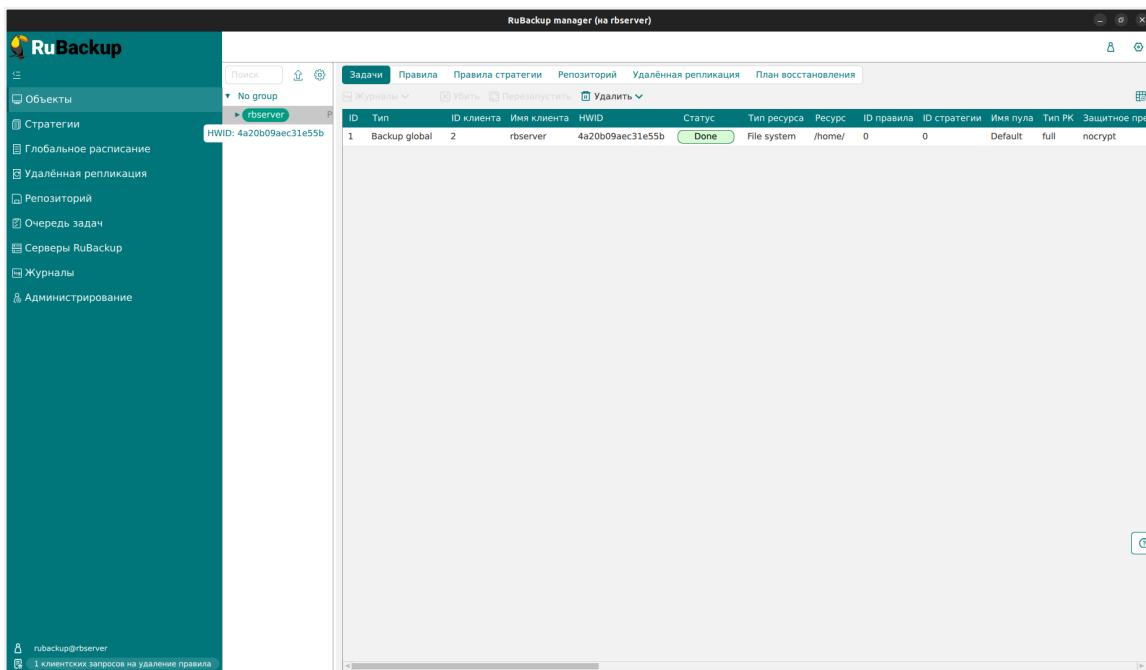 RuBackup manager (на rbserver)
RuBackup
Объекты
Стратегии
Глобальное расписание
Удалённая репликация
Репозиторий
Очередь задач
Серверы RuBackup
Журналы
Администрирование
rubackup@rbserver
1 клиентских запросов на удаление правила
Поиск
No group
rbserver
HWID: 4a20b09aec31e55b
Задачи Правила Правила стратегии Репозиторий Удалённая репликация План восстановления
Журналы Убить Перезапустить Удалить
ID Тип ID клиента Имя клиента HWID Статус Тип ресурса Ресурс ID правила ID стратегии Имя пула Тип РК Защитное пре
1 Backup global 2 rbserver 4a20b09aec31e55b Done File system /home/ 0 0 Default full nocrypt